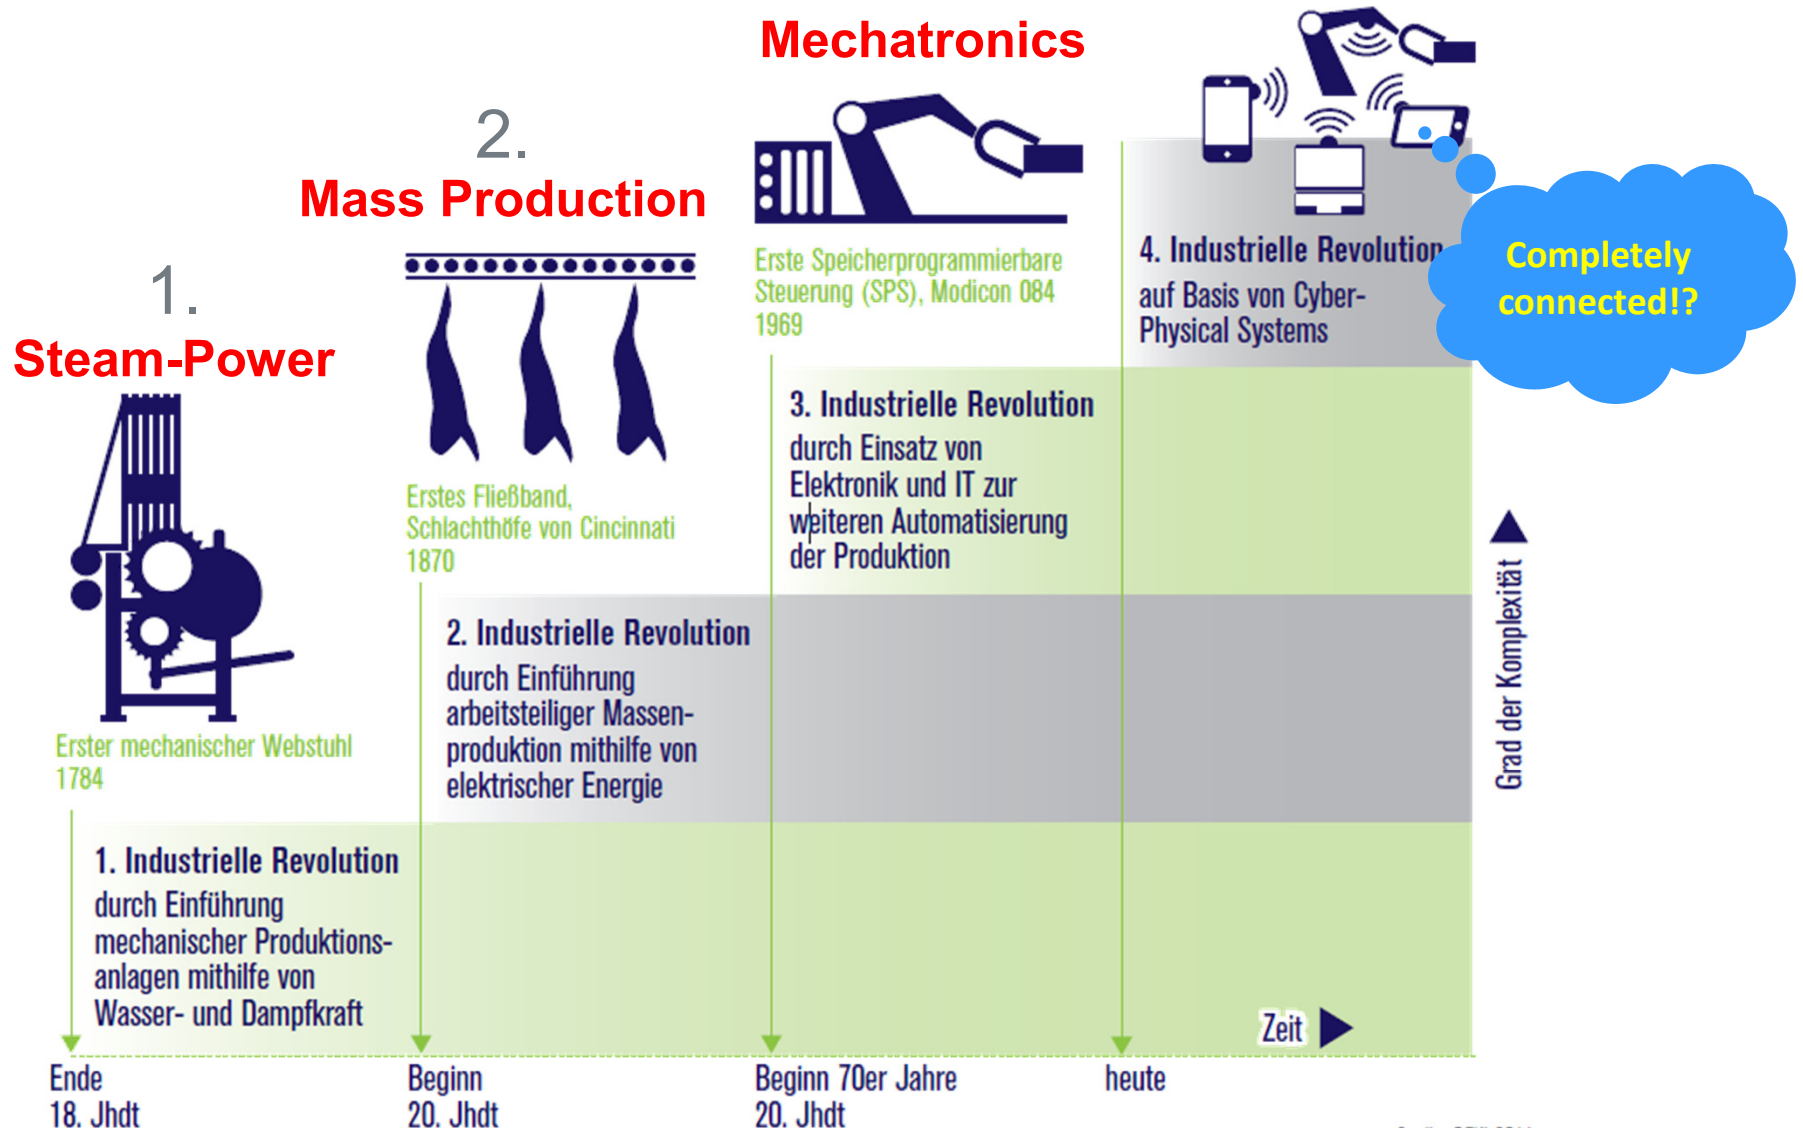 Mechatronics
2.
Mass Production
1.
Steam-Power
Erster mechanischer Webstuhl
1784
Erstes Fließband,
Schlachthöfe von Cincinnati
1870
Erste Speicherprogrammierbare
Steuerung (SPS), Modicon 084
1969
4. Industrielle Revolution
auf Basis von Cyber-
Physical Systems
Completely
connected!?
3. Industrielle Revolution
durch Einsatz von
Elektronik und IT zur
weiteren Automatisierung
der Produktion
2. Industrielle Revolution
durch Einführung
arbeitsteiliger Massen-
produktion mithilfe von
elektrischer Energie
1. Industrielle Revolution
durch Einführung
mechanischer Produktions-
anlagen mithilfe von
Wasser- und Dampfkraft
Grad der Komplexität
Zeit
Ende
18. Jhdt
Beginn
20. Jhdt
Beginn 70er Jahre
20. Jhdt
heute